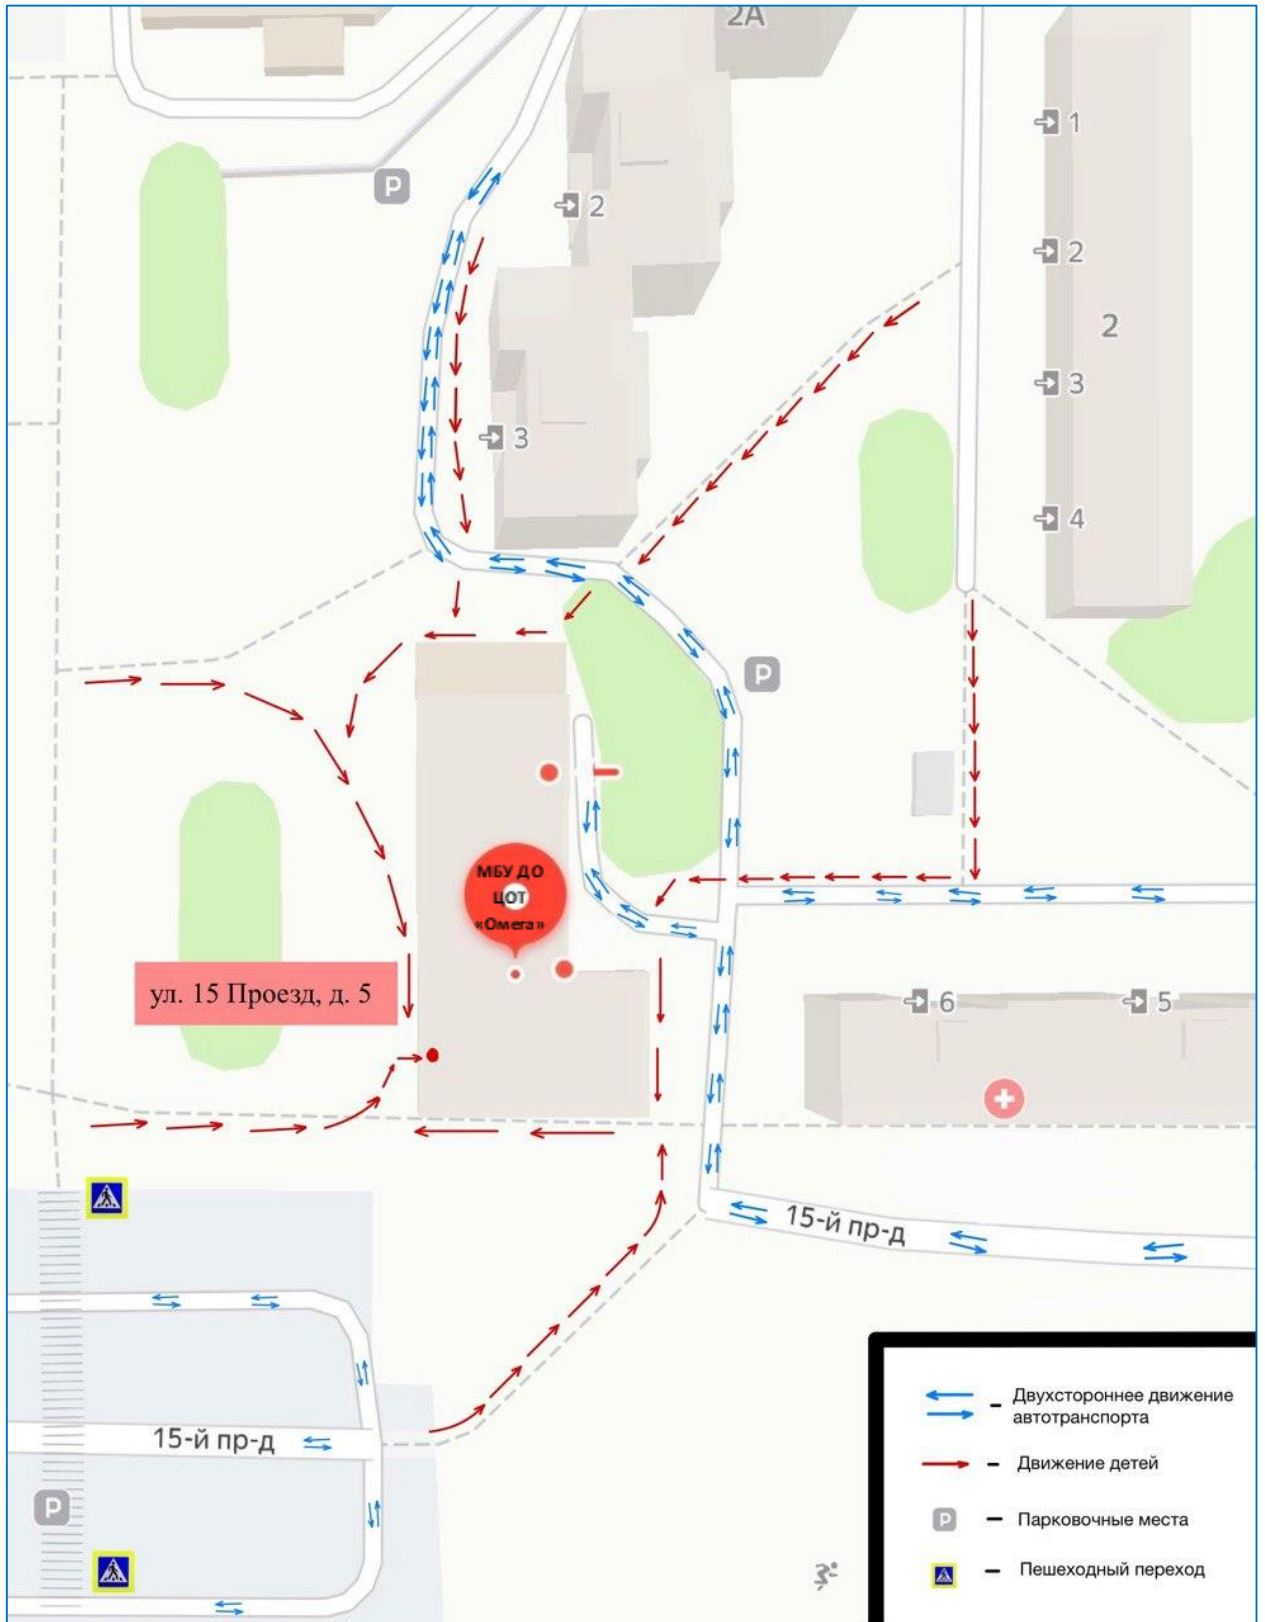 2А
1
P
2
2
2
3
3
4
P
МБУ ДО
ЦОТ
«Омега»
ул. 15 Проезд, д. 5
6
5
15-й пр-д
15-й пр-д
P
- Двухстороннее движение
автотранспорта
- Движение детей
P - Парковочные места
- Пешеходный переход